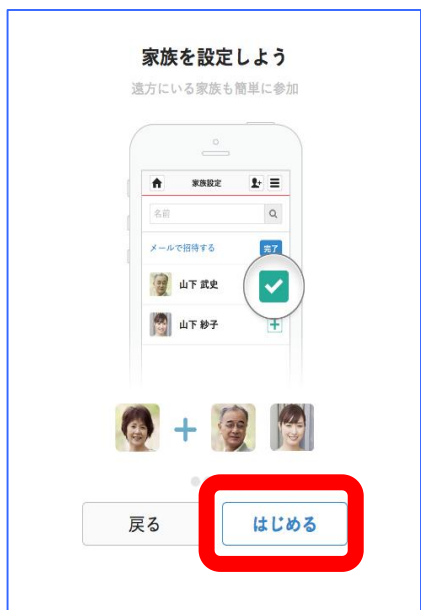 家族を設定しよう
遠方にいる家族も簡単に参加
家族設定
名前
メールで招待する
完了
山下 武史
山下 紗子
戻る
はじめる